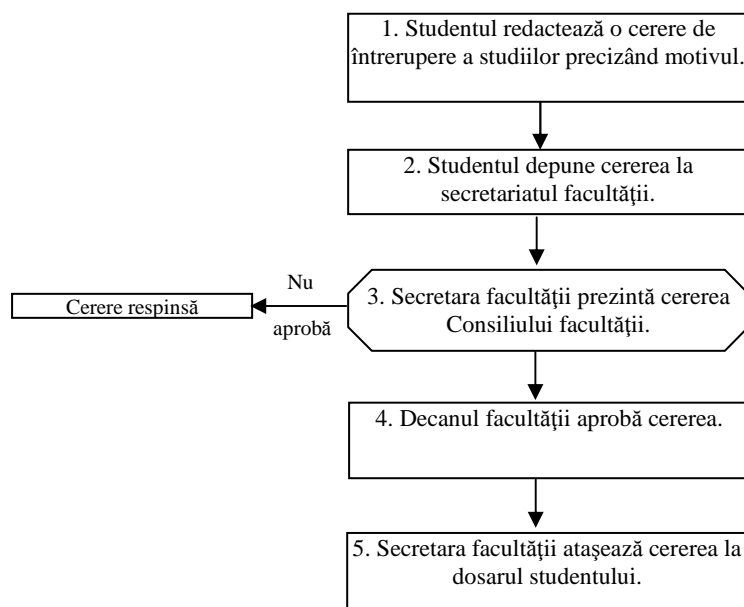 1. Studentul redactează o cerere de
întrerupere a studiilor precizând motivul.
2. Studentul depune cererea la
secretariatul facultăţii.
Nu
aprobă
Cerere respinsă
3. Secretara facultăţii prezintă cererea
Consiliului facultăţii.
4. Decanul facultăţii aprobă cererea.
5. Secretara facultăţii ataşează cererea la
dosarul studentului.